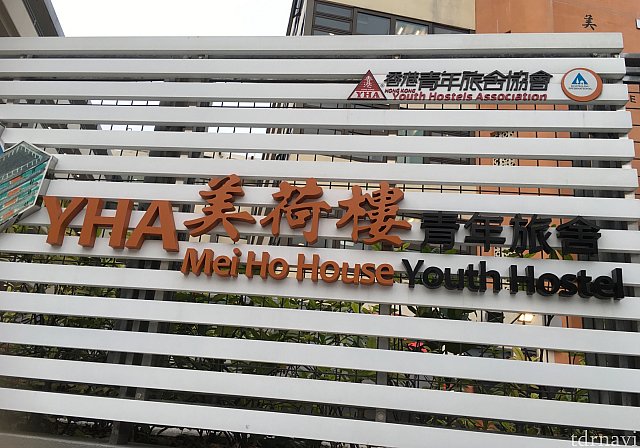 美
YHA 香港青年旅舍協會
HONG KONG
Youth Hostels Association
YHA 美荷樓 青年旅舍
Mei Ho House Youth Hostel
tdrnavi